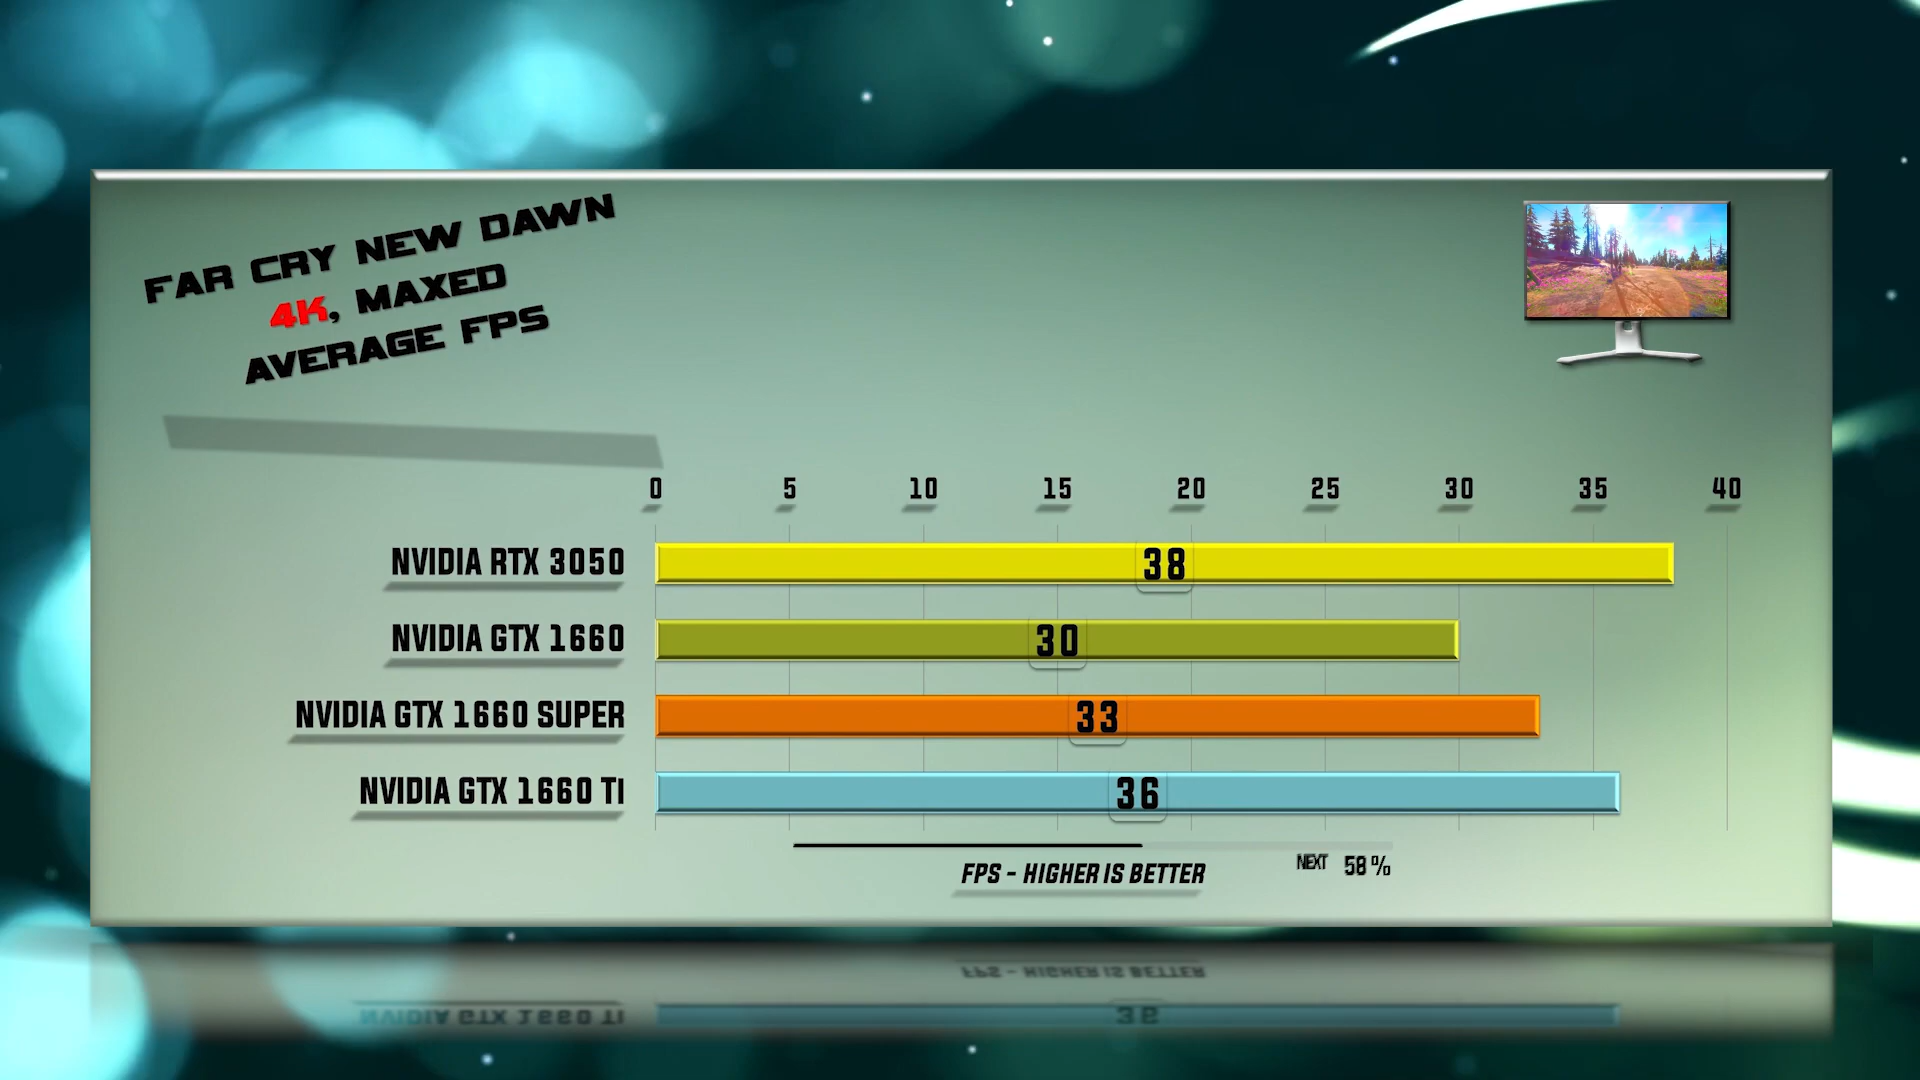 FAR CRY NEW DAWN
4K, MAXED
AVERAGE FPS
0 5 10 15 20 25 30 35 40
NVIDIA RTX 3050 38
NVIDIA GTX 1660 30
NVIDIA GTX 1660 SUPER 33
NVIDIA GTX 1660 TI 36
FPS - HIGHER IS BETTER
NEXT 58%